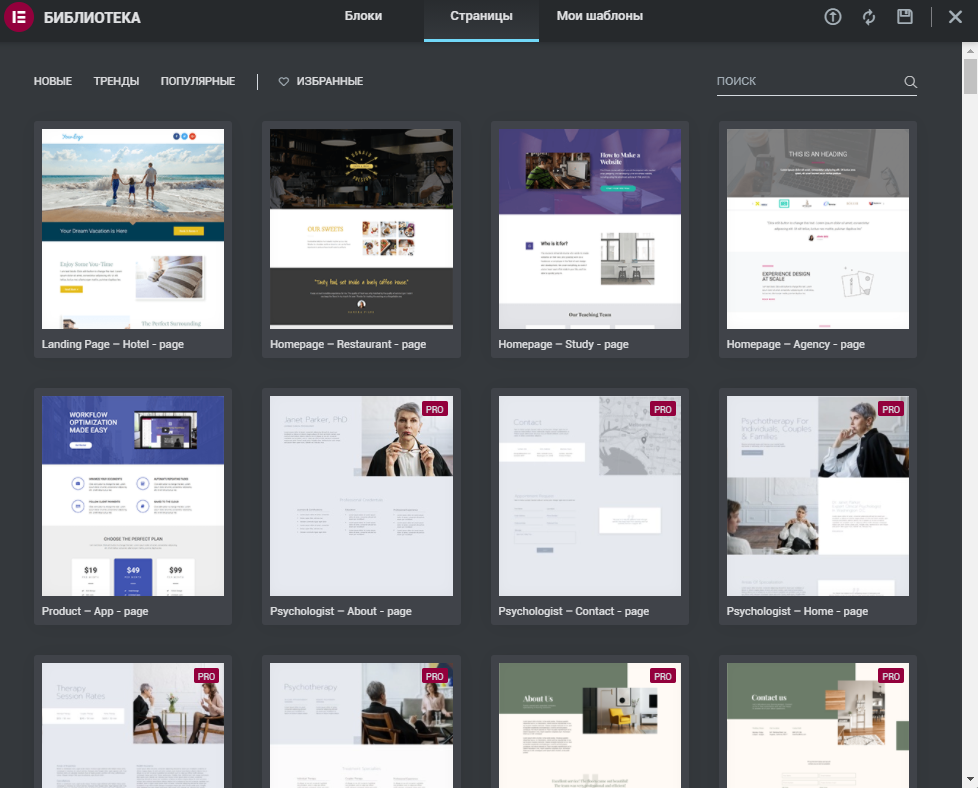 БИБЛИОТЕКА
Блоки
Страницы
Мои шаблоны
НОВЫЕ
ТРЕНДЫ
ПОПУЛЯРНЫЕ
ИЗБРАННЫЕ
ПОИСК
Your Dream Vacation is Here
Enjoy Some You-Time
The Perfect Surrounding
Landing Page – Hotel - page
OUR SWEETS
"Tasty food, sat make a lovely coffee house"
Homepage – Restaurant - page
How to Make a
Website
Who is it for?
Our Teaching Team
Homepage – Study - page
THIS IS AN HEADING
EXPERIENCE DESIGN
AT SCALE
Homepage – Agency - page
WORKFLOW
OPTIMIZATION
MADE EASY
CHOOSE THE PERFECT PLAN
$19
$49
$99
Product – App - page
PRO
Janet Parker, PhD
Psychologist – About - page
PRO
Contact
Psychologist – Contact - page
PRO
Psychotherapy For
Individuals, Couples
& Families
Psychologist – Home - page
PRO
Therapy
Session Rates
PRO
Psychotherapy
PRO
About Us
PRO
Contact us